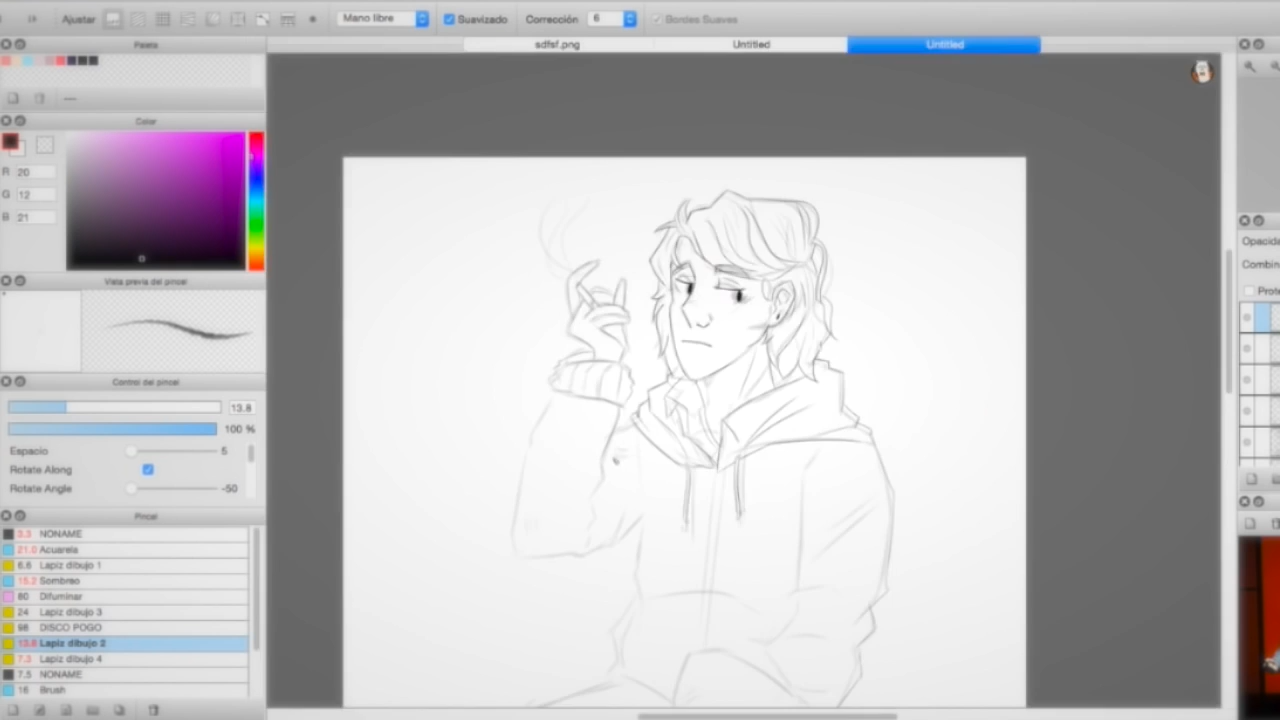 Ajustar Mano libre Suavizado Corrección 6 Bordes Suaves
sdfsf.png Untitled Untitled
Paleta
Color
R 20
G 12
B 21
Vista previa del pincel
Control del pincel
13.8
100 %
Espacio 5
Rotate Along
Rotate Angle -50
Pincel
3.3 NONAME
21.0 Acuarela
6.6 Lapiz dibujo 1
15.2 Sombreo
80 Difuminar
24 Lapiz dibujo 3
98 DISCO POGO
13.8 Lapiz dibujo 2
7.3 Lapiz dibujo 4
7.5 NONAME
16 Brush
Opacida
Combin
Prote